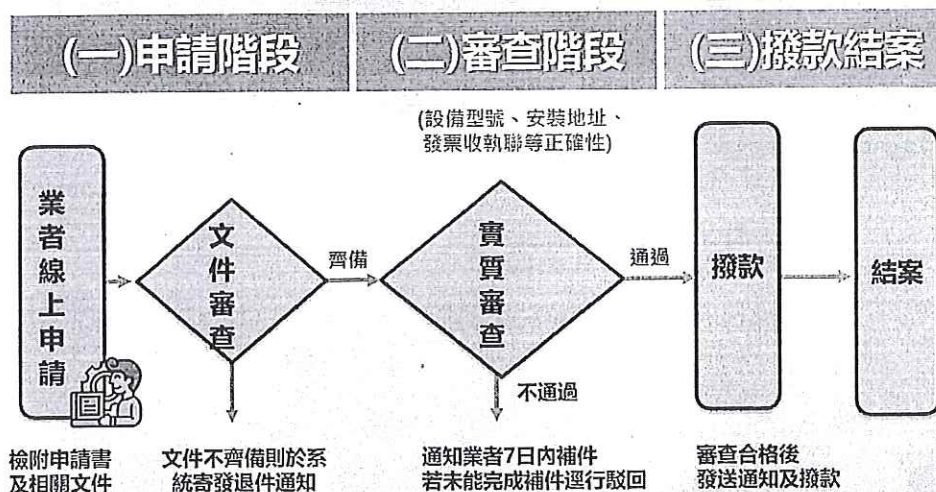 (一)申請階段
(二)審查階段
(三)撥款結案
(設備型號、安裝地址、
發票收執聯等正確性)
業者線上申請
文件審查
齊備
實質審查
通過
不通過
撥款
結案
檢附申請書
及相關文件
文件不齊備則於系
統寄發退件通知
通知業者7日內補件
若未能完成補件逕行駁回
審查合格後
發送通知及撥款